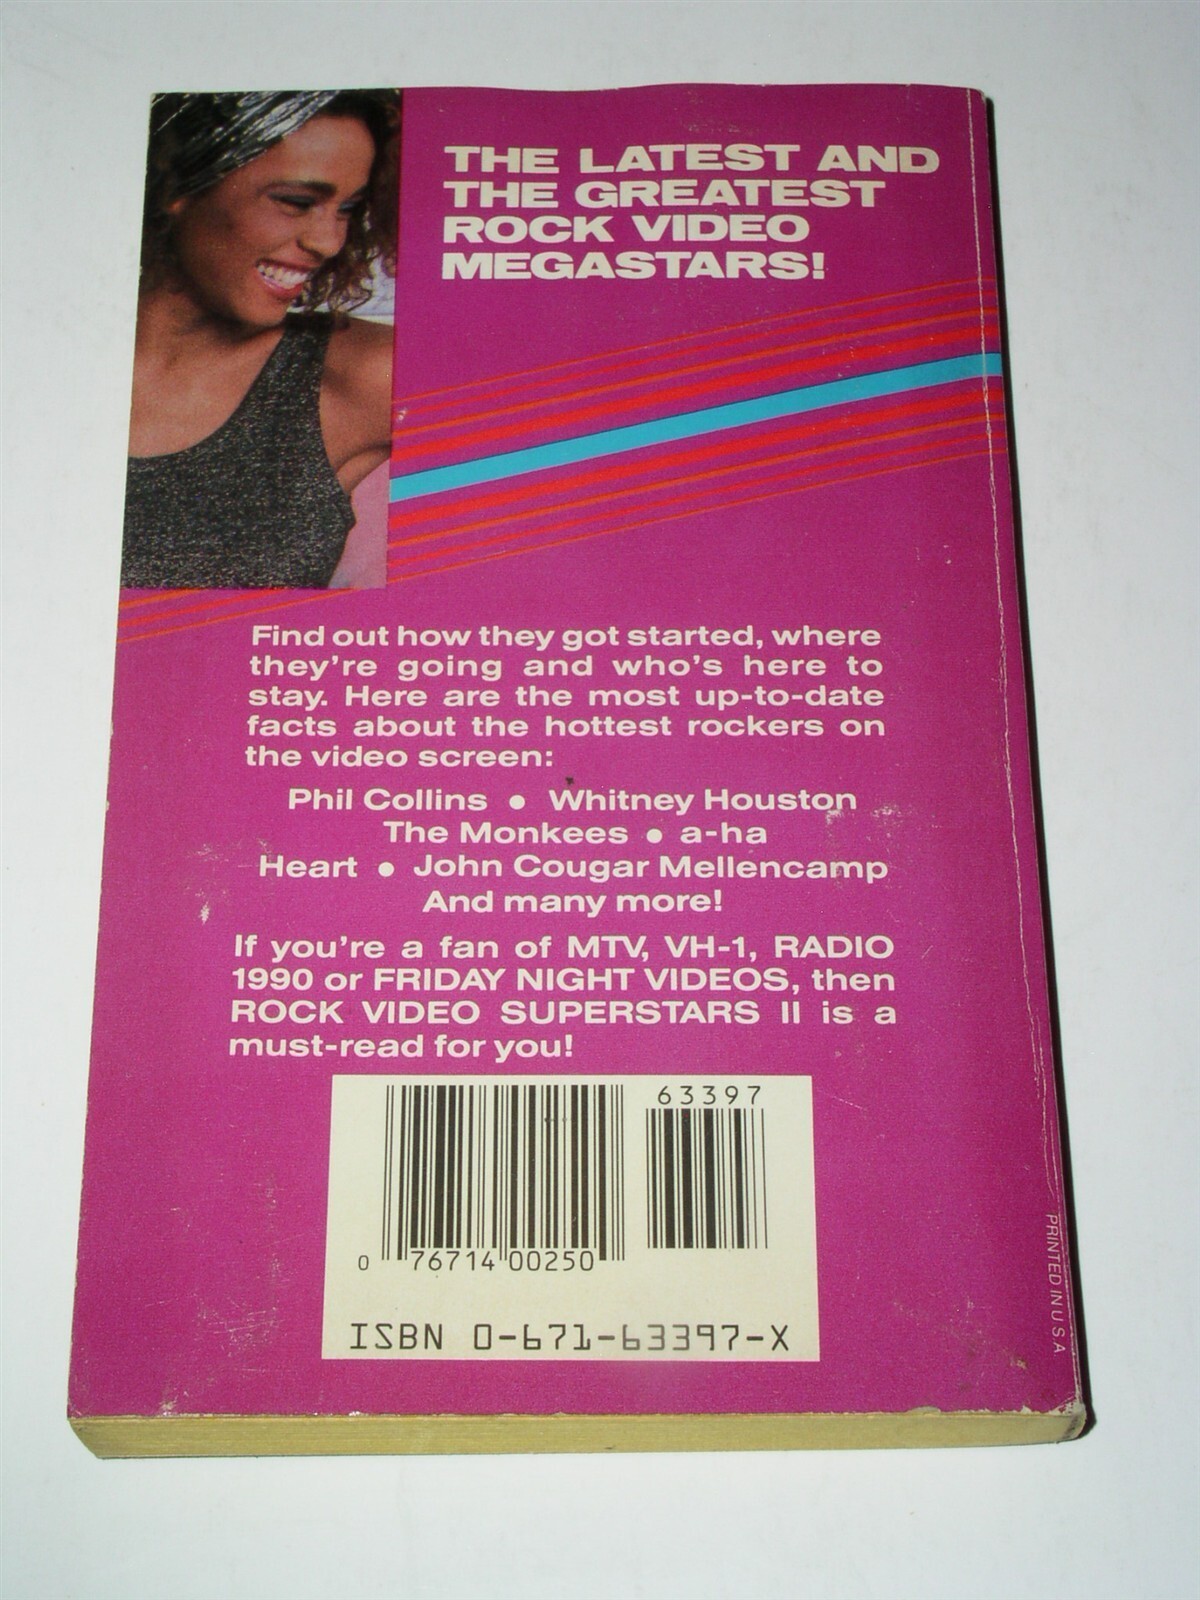 THE LATEST AND
THE GREATEST
ROCK VIDEO
MEGASTARS!
Find out how they got started, where
they're going and who's here to
stay. Here are the most up-to-date
facts about the hottest rockers on
the video screen:
Phil Collins ● Whitney Houston
The Monkees ● a-ha
Heart ● John Cougar Mellencamp
And many more!
If you're a fan of MTV, VH-1, RADIO
1990 or FRIDAY NIGHT VIDEOS, then
ROCK VIDEO SUPERSTARS II is a
must-read for you!
63397
0 76714 00250
ISBN 0-671-63397-X
PRINTED IN U.S.A